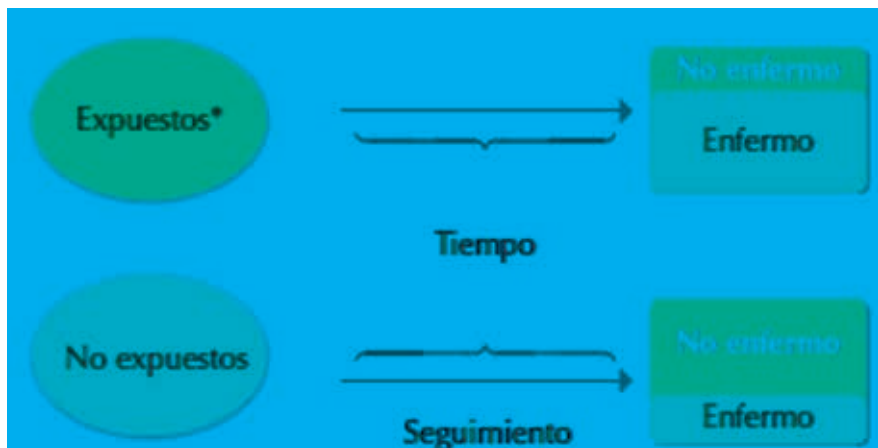 No enfermo
Expuestos*
Enfermo
Tiempo
No enfermo
No expuestos
Enfermo
Seguimiento